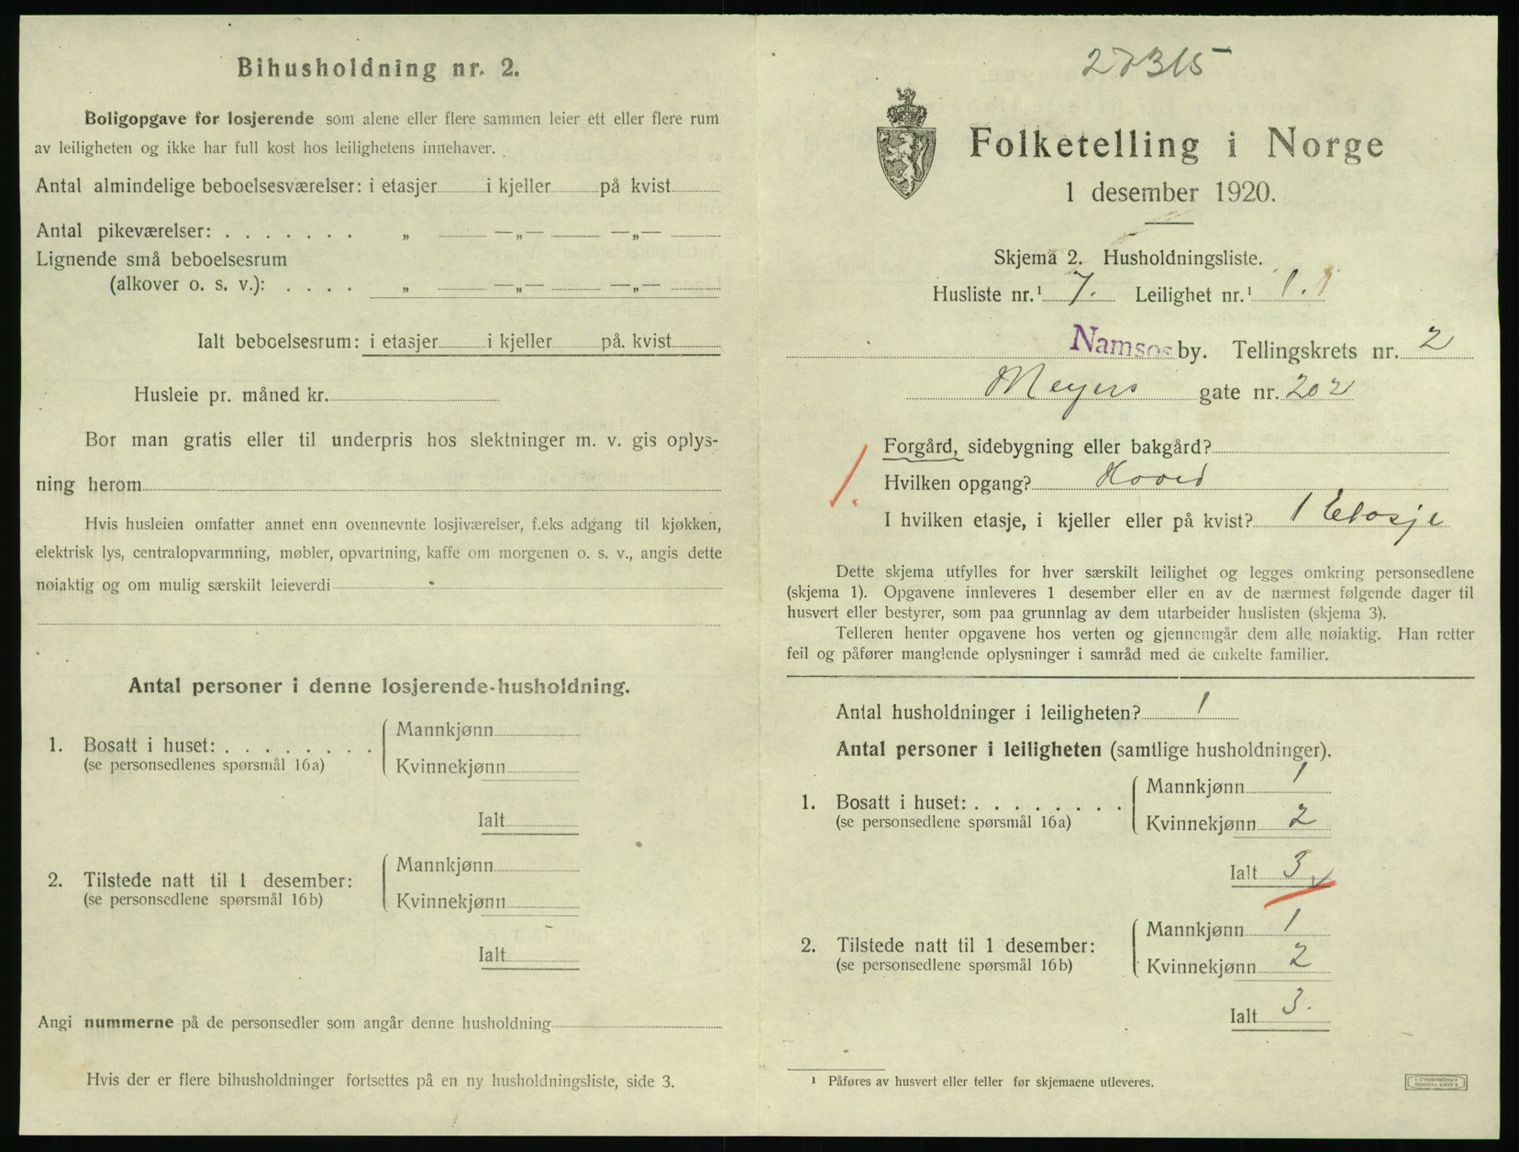 Bihusholdning nr. 2.
Boligopgave for losjerende som alene eller flere sammen leier ett eller flere rum
av leiligheten og ikke har full kost hos leilighetens innehaver.
Antal almindelige beboelsesværelser: i etasjer i kjeller på kvist
Antal pikeværelser: . . . . . . . „ —„— —„—
Lignende små beboelsesrum
(alkover o. s. v.): . . . . „ —„— —„—
Ialt beboelsesrum: i etasjer i kjeller på. kvist
Husleie pr. måned kr.
Bor man gratis eller til underpris hos slektninger m. v. gis oplys-
ning herom
Hvis husleien omfatter annet enn ovennevnte losjiværelser, f.eks adgang til kjøkken,
elektrisk lys, centralopvarmning, møbler, opvartning, kaffe om morgenen o. s. v., angis dette
nøiaktig og om mulig særskilt leieverdi
Antal personer i denne losjerende-husholdning.
1. Bosatt i huset: . . . . . . . .
(se personsedlenes spørsmål 16a)
Mannkjønn
Kvinnekjønn
Ialt
2. Tilstede natt til 1 desember:
(se personsedlene spørsmål 16b)
Mannkjønn
Kvinnekjønn
Ialt
Angi nummerne på de personsedler som angår denne husholdning
Hvis der er flere bihusholdninger fortsettes på en ny husholdningsliste, side 3.
27315
Folketelling i Norge
1 desember 1920.
Skjema 2. Husholdningsliste.
Husliste nr.¹ 7. Leilighet nr.¹ 1. 1
Namsos by. Tellingskrets nr. 2
Meyers gate nr. 202
Forgård, sidebygning eller bakgård?
1.
Hvilken opgang? Hoved
I hvilken etasje, i kjeller eller på kvist? 1 Etasje
Dette skjema utfylles for hver særskilt leilighet og legges omkring personsedlene
(skjema 1). Opgavene innleveres 1 desember eller en av de nærmest følgende dager til
husvert eller bestyrer, som paa grunnlag av dem utarbeider huslisten (skjema 3).
Telleren henter opgavene hos verten og gjennemgår dem alle nøiaktig. Han retter
feil og påfører manglende oplysninger i samråd med de enkelte familier.
Antal husholdninger i leiligheten? 1
Antal personer i leiligheten (samtlige husholdninger).
1. Bosatt i huset: . . . . . . . .
(se personsedlene spørsmål 16a)
Mannkjønn 1
Kvinnekjønn 2
Ialt 3
2. Tilstede natt til 1 desember:
(se personsedlene spørsmål 16b)
Mannkjønn 1
Kvinnekjønn 2
Ialt 3.
¹ Påføres av husvert eller teller før skjemaene utleveres.